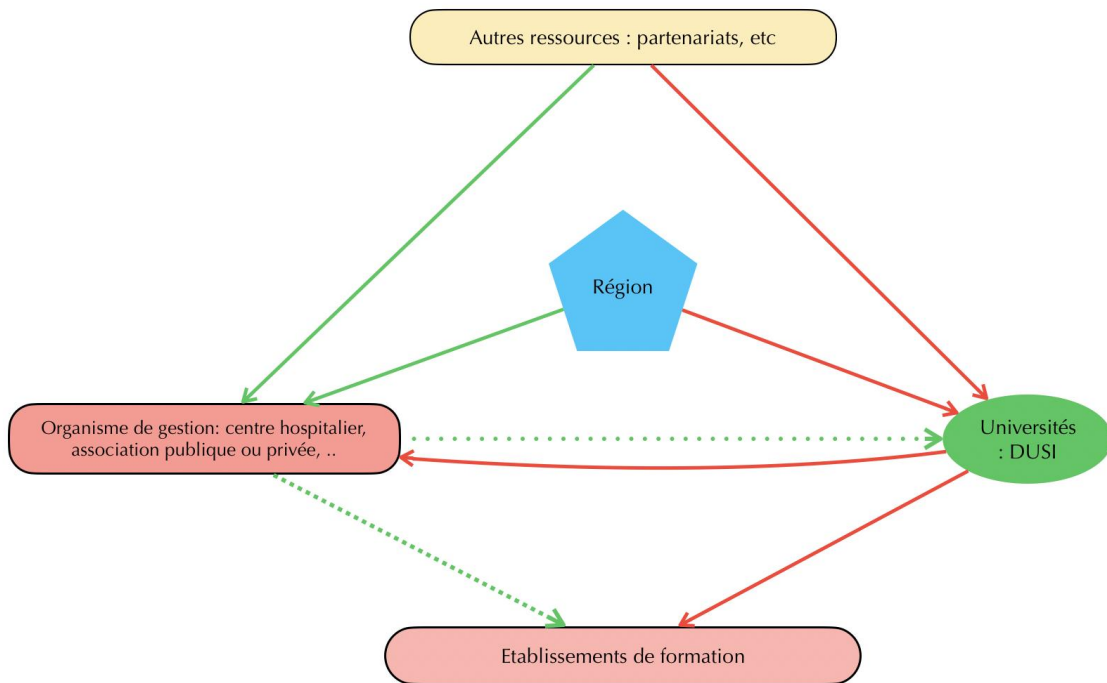 Autres ressources : partenariats, etc
Région
Organisme de gestion: centre hospitalier,
association publique ou privée, ..
Universités
: DUSI
Etablissements de formation